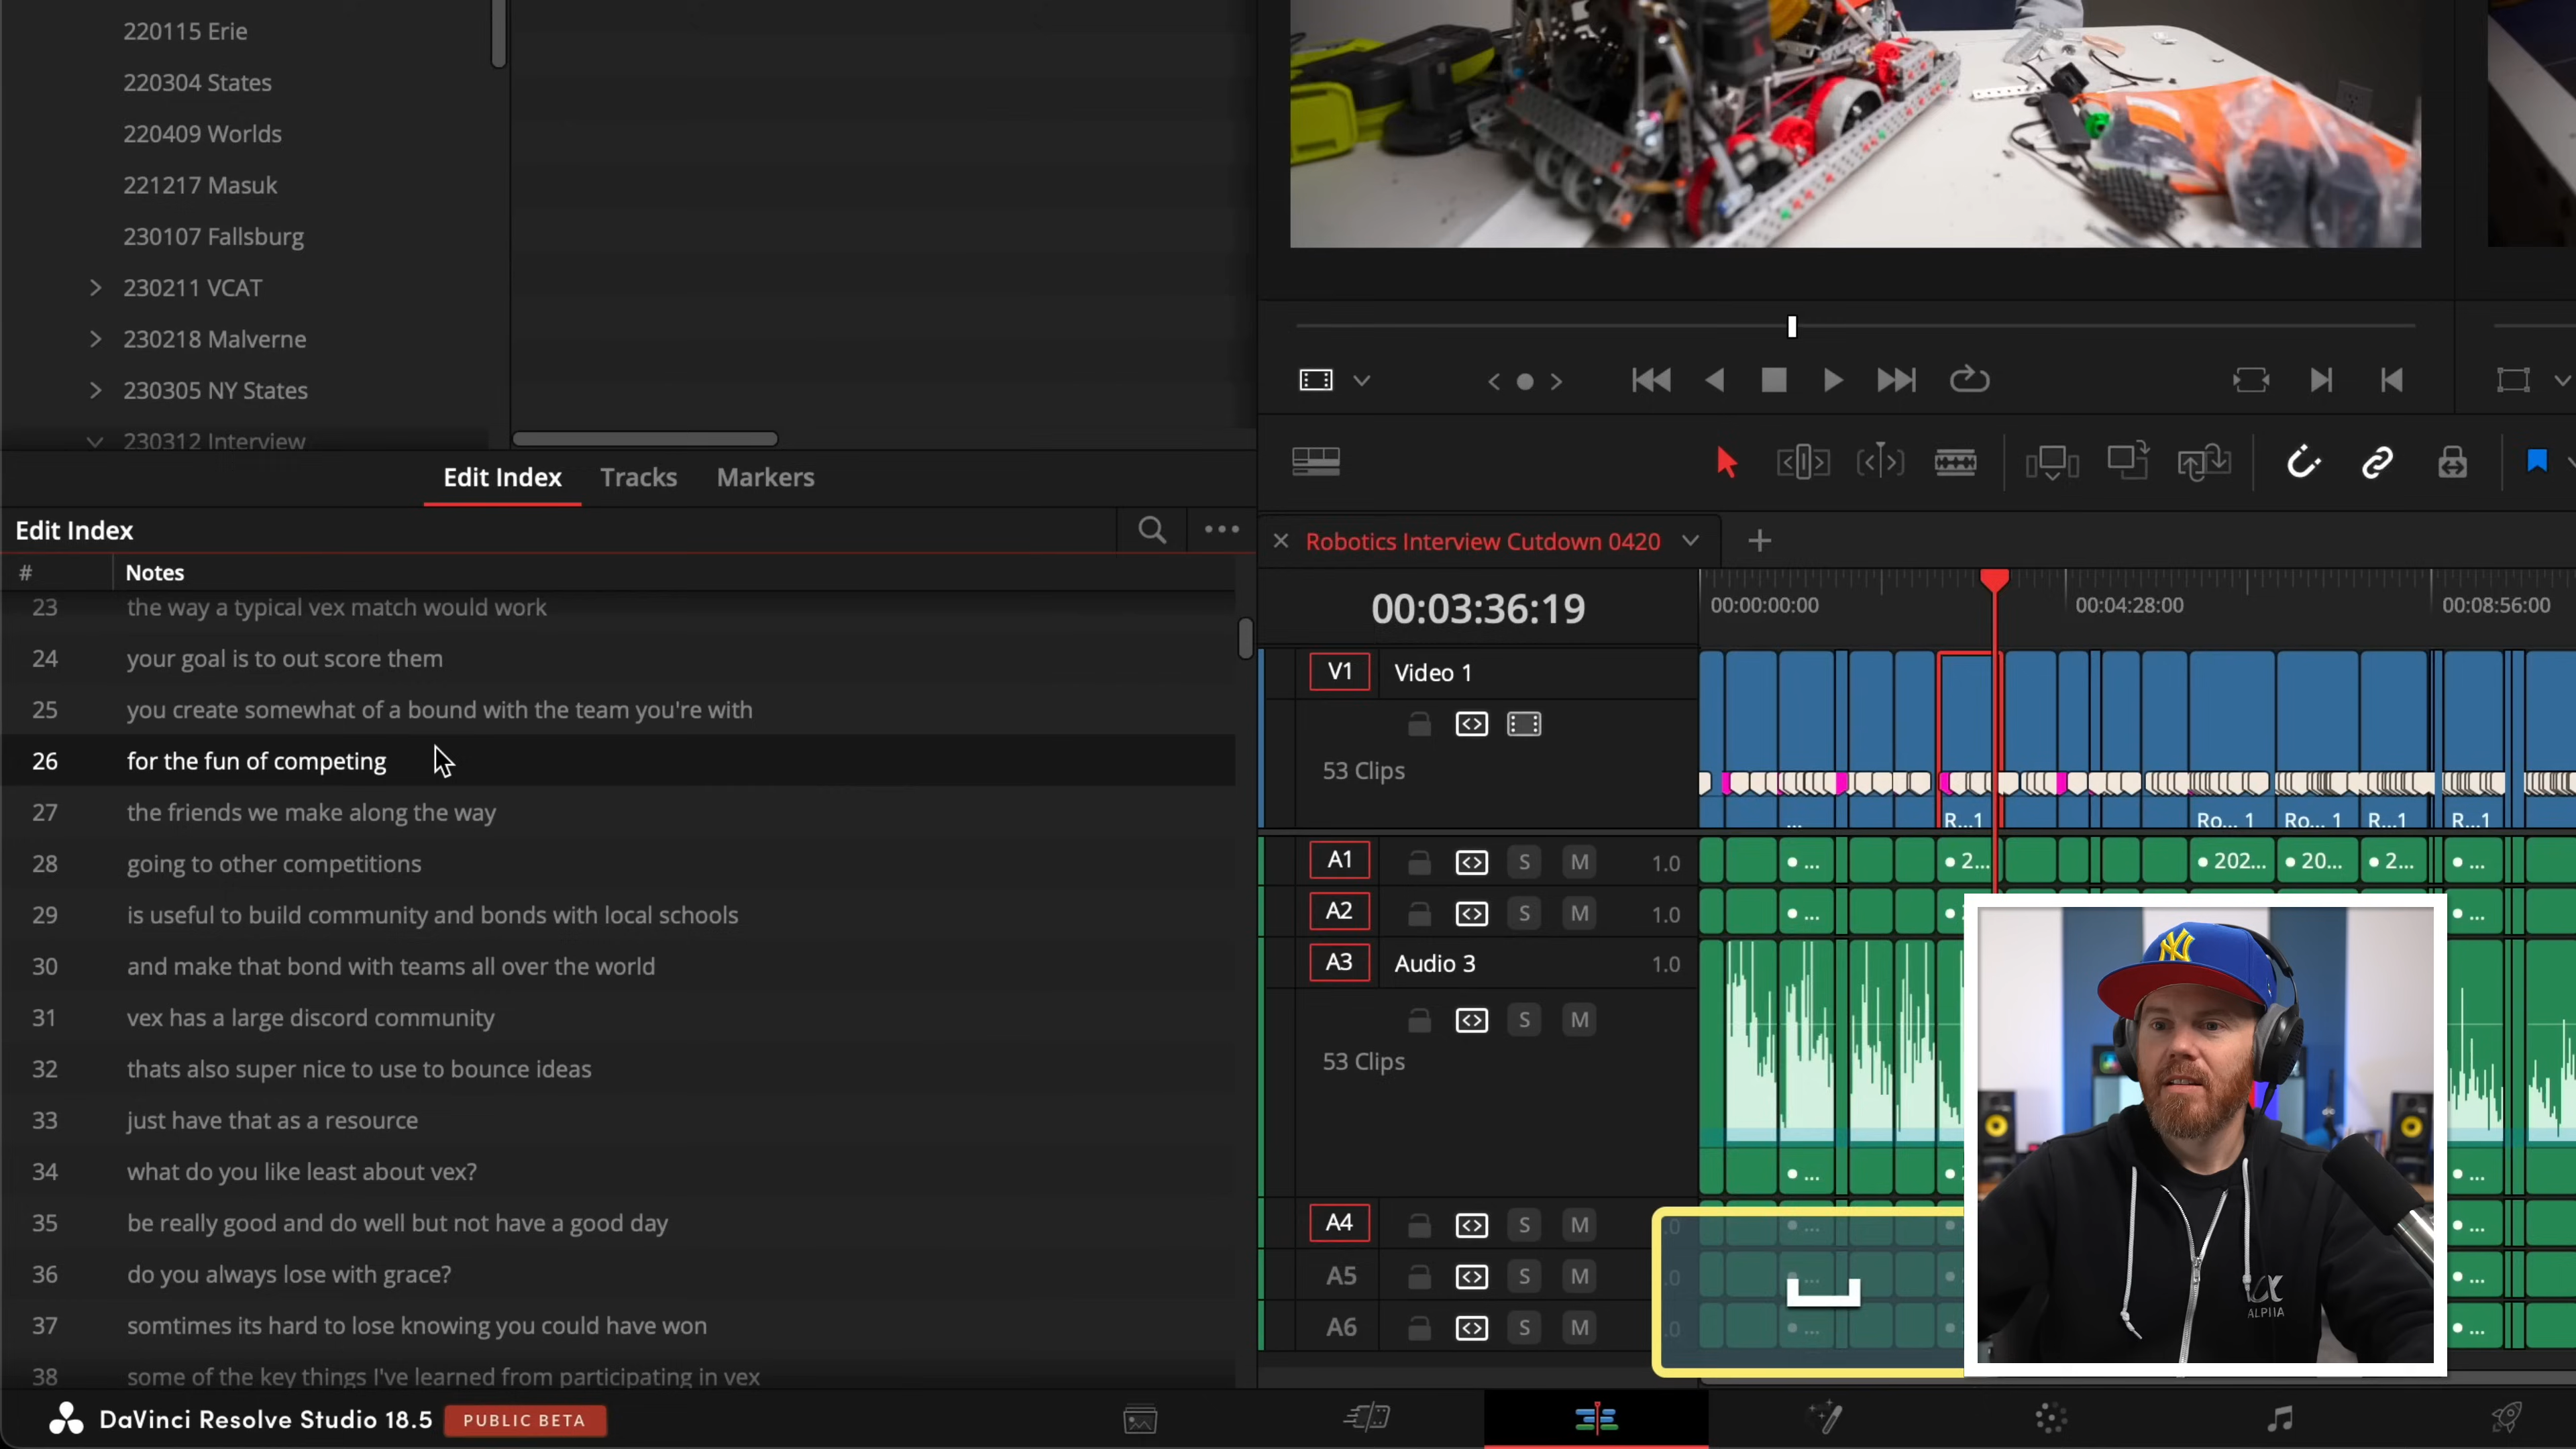 220115 Erie
220304 States
220409 Worlds
221217 Masuk
230107 Fallsburg
230211 VCAT
230218 Malverne
230305 NY States
230312 Interview
Edit Index Tracks Markers
Edit Index
# Notes
23 the way a typical vex match would work
24 your goal is to out score them
25 you create somewhat of a bound with the team you're with
26 for the fun of competing
27 the friends we make along the way
28 going to other competitions
29 is useful to build community and bonds with local schools
30 and make that bond with teams all over the world
31 vex has a large discord community
32 thats also super nice to use to bounce ideas
33 just have that as a resource
34 what do you like least about vex?
35 be really good and do well but not have a good day
36 do you always lose with grace?
37 somtimes its hard to lose knowing you could have won
38 some of the key things I've learned from participating in vex
DaVinci Resolve Studio 18.5 PUBLIC BETA
Robotics Interview Cutdown 0420
00:03:36:19
00:00:00:00 00:04:28:00 00:08:56:00
V1 Video 1
53 Clips
... R...1 Ro... 1 Ro... 1 R...1 R...1
A1 S M 1.0 ... 2... 202... 20... 2... ...
A2 S M 1.0 ... ...
A3 Audio 3 1.0
S M
53 Clips
... ...
A4 S M .0 ... ...
A5 S M .0 ... ...
A6 S M .0 ... ...
NY
ALPHA